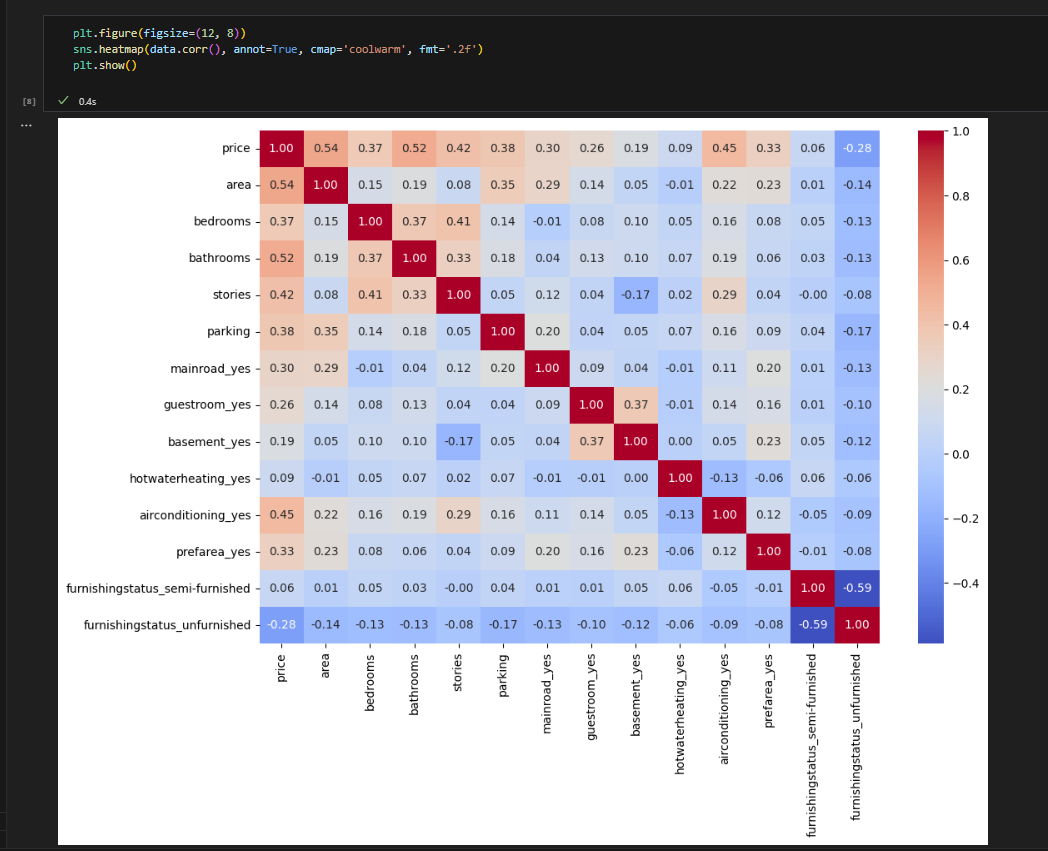 plt.figure(figsize=(12, 8))
sns.heatmap(data.corr(), annot=True, cmap='coolwarm', fmt='.2f')
plt.show()
[8]
0.4s
...
price 1.00 0.54 0.37 0.52 0.42 0.38 0.30 0.26 0.19 0.09 0.45 0.33 0.06 -0.28
area 0.54 1.00 0.15 0.19 0.08 0.35 0.29 0.14 0.05 -0.01 0.22 0.23 0.01 -0.14
bedrooms 0.37 0.15 1.00 0.37 0.41 0.14 -0.01 0.08 0.10 0.05 0.16 0.08 0.05 -0.13
bathrooms 0.52 0.19 0.37 1.00 0.33 0.18 0.04 0.13 0.10 0.07 0.19 0.06 0.03 -0.13
stories 0.42 0.08 0.41 0.33 1.00 0.05 0.12 0.04 -0.17 0.02 0.29 0.04 -0.00 -0.08
parking 0.38 0.35 0.14 0.18 0.05 1.00 0.20 0.04 0.05 0.07 0.16 0.09 0.04 -0.17
mainroad_yes 0.30 0.29 -0.01 0.04 0.12 0.20 1.00 0.09 0.04 -0.01 0.11 0.20 0.01 -0.13
guestroom_yes 0.26 0.14 0.08 0.13 0.04 0.04 0.09 1.00 0.37 -0.01 0.14 0.16 0.01 -0.10
basement_yes 0.19 0.05 0.10 0.10 -0.17 0.05 0.04 0.37 1.00 0.00 0.05 0.23 0.05 -0.12
hotwaterheating_yes 0.09 -0.01 0.05 0.07 0.02 0.07 -0.01 -0.01 0.00 1.00 -0.13 -0.06 0.06 -0.06
airconditioning_yes 0.45 0.22 0.16 0.19 0.29 0.16 0.11 0.14 0.05 -0.13 1.00 0.12 -0.05 -0.09
prefarea_yes 0.33 0.23 0.08 0.06 0.04 0.09 0.20 0.16 0.23 -0.06 0.12 1.00 -0.01 -0.08
furnishingstatus_semi-furnished 0.06 0.01 0.05 0.03 -0.00 0.04 0.01 0.01 0.05 0.06 -0.05 -0.01 1.00 -0.59
furnishingstatus_unfurnished -0.28 -0.14 -0.13 -0.13 -0.08 -0.17 -0.13 -0.10 -0.12 -0.06 -0.09 -0.08 -0.59 1.00
price
area
bedrooms
bathrooms
stories
parking
mainroad_yes
guestroom_yes
basement_yes
hotwaterheating_yes
airconditioning_yes
prefarea_yes
furnishingstatus_semi-furnished
furnishingstatus_unfurnished
1.0
0.8
0.6
0.4
0.2
0.0
−0.2
−0.4